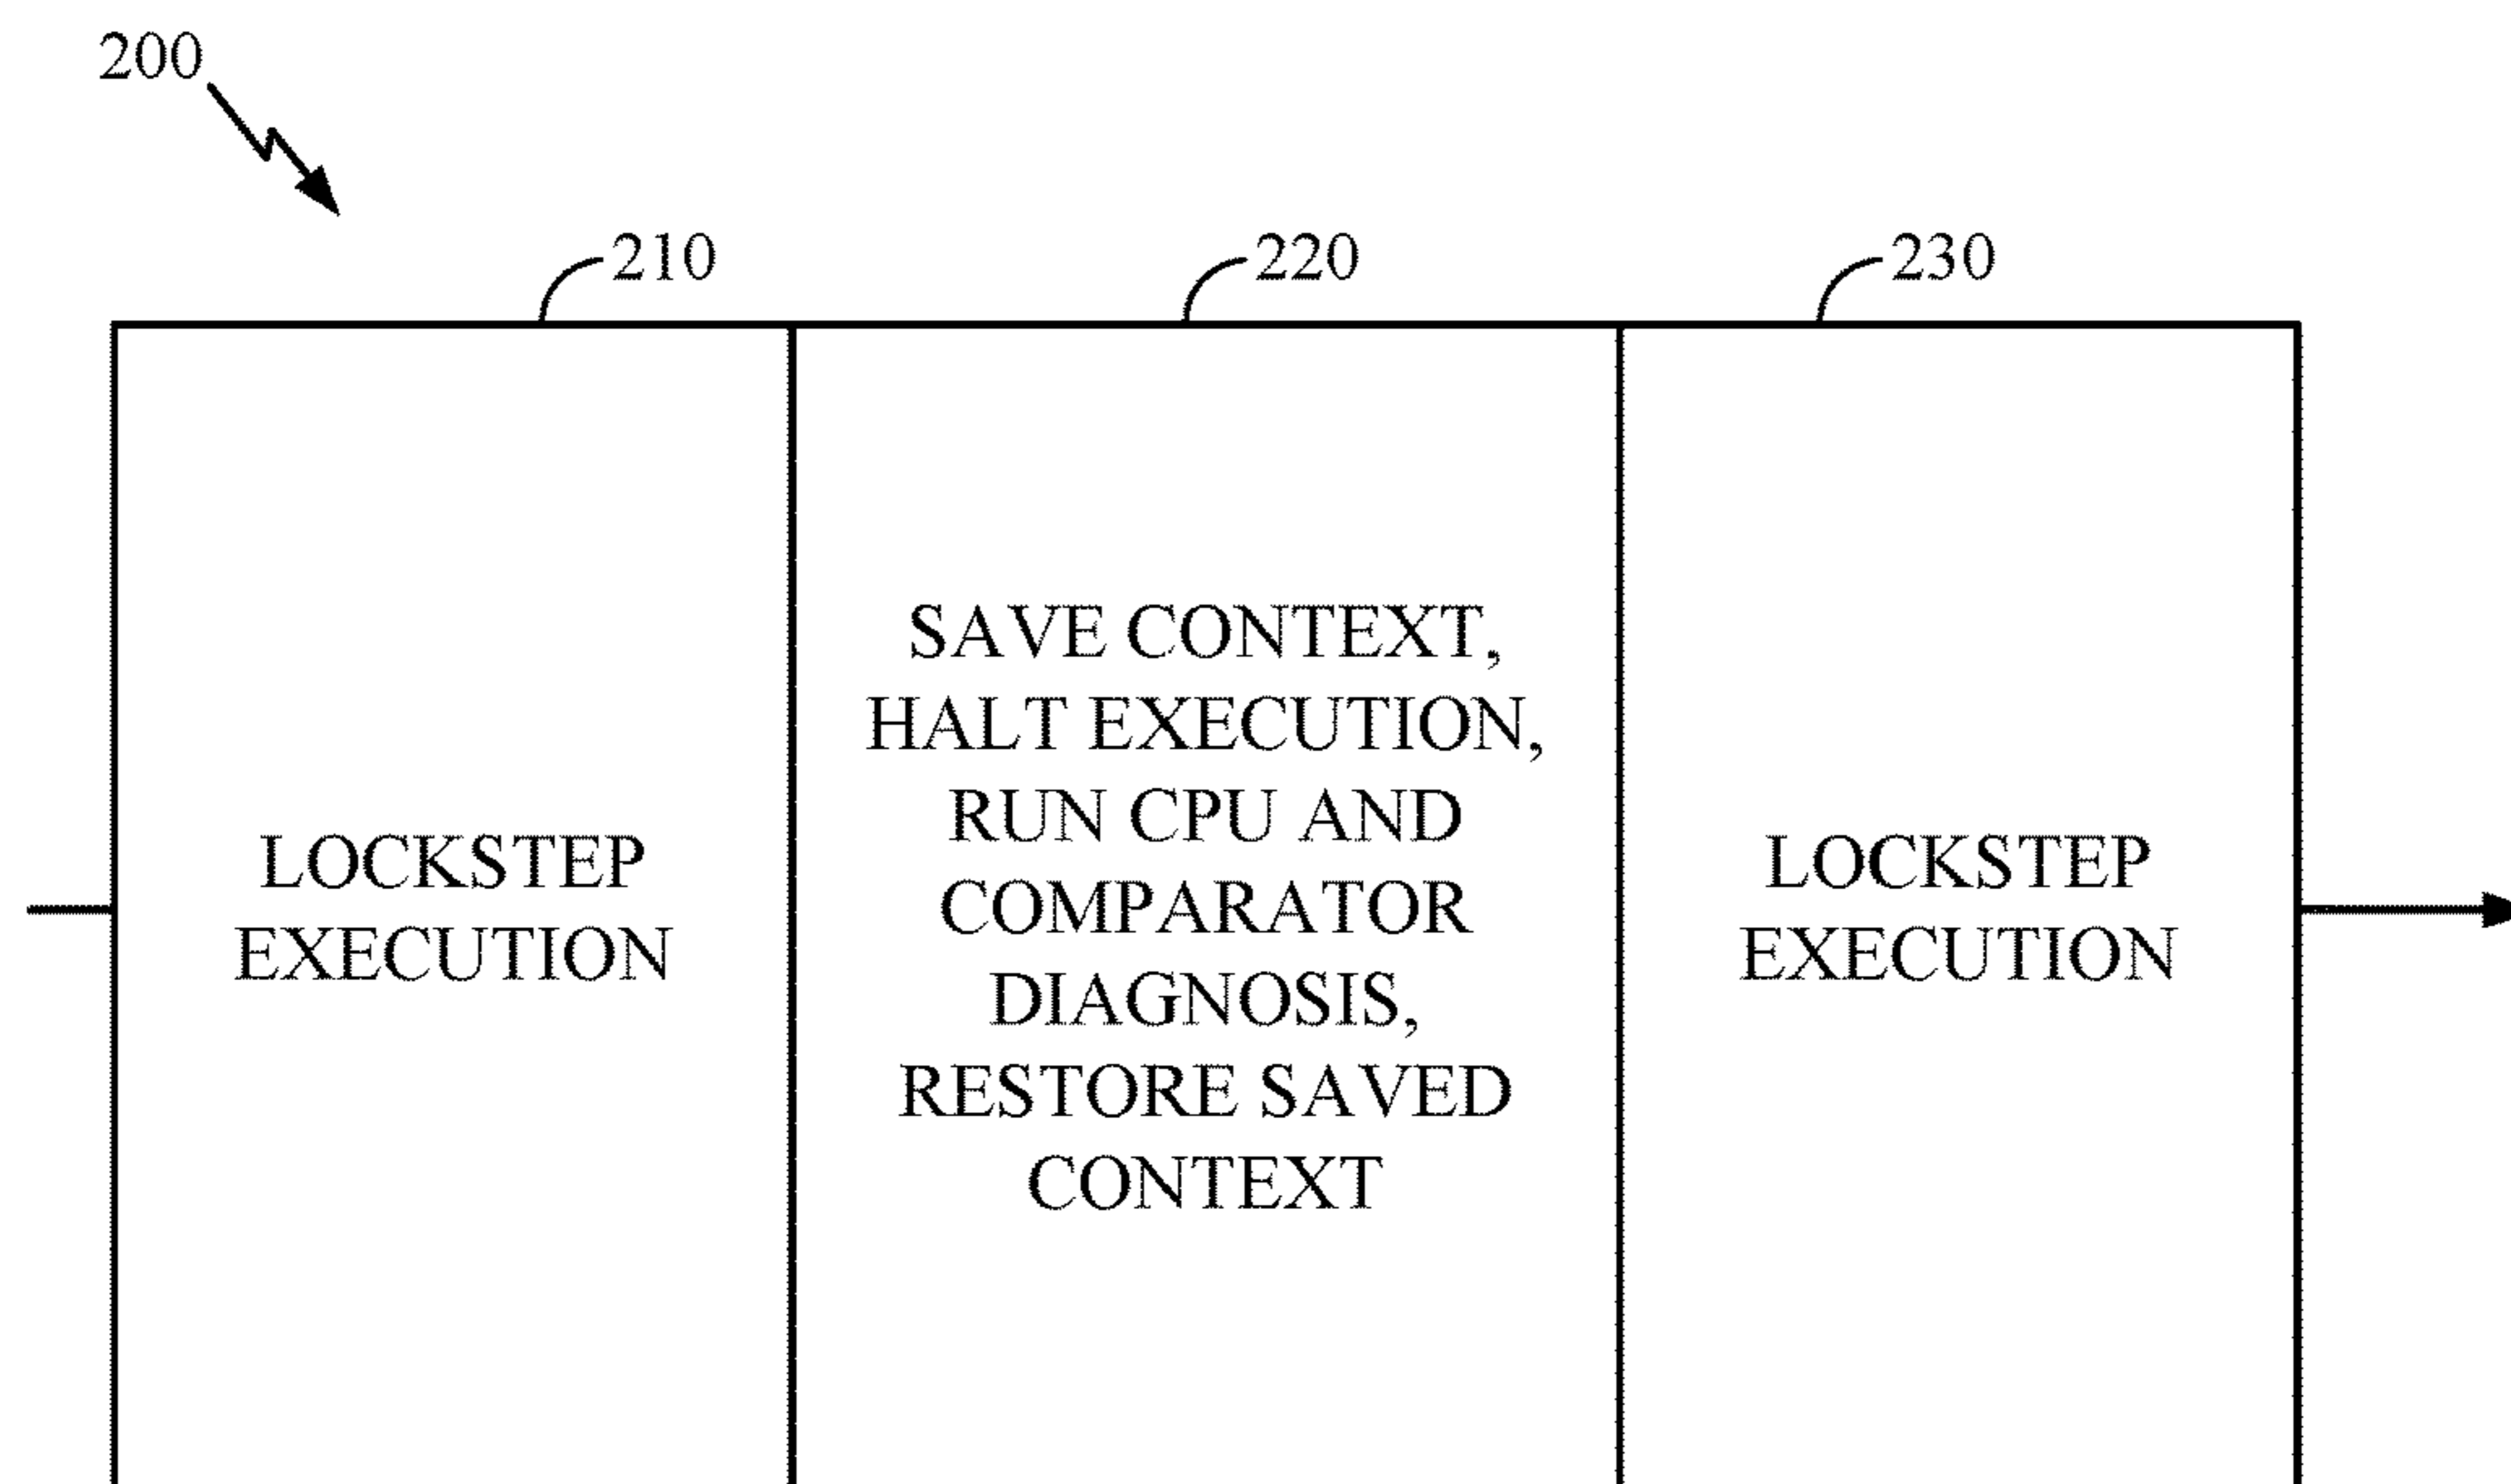 200
210
220
230
LOCKSTEP
EXECUTION
SAVE CONTEXT,
HALT EXECUTION,
RUN CPU AND
COMPARATOR
DIAGNOSIS,
RESTORE SAVED
CONTEXT
LOCKSTEP
EXECUTION